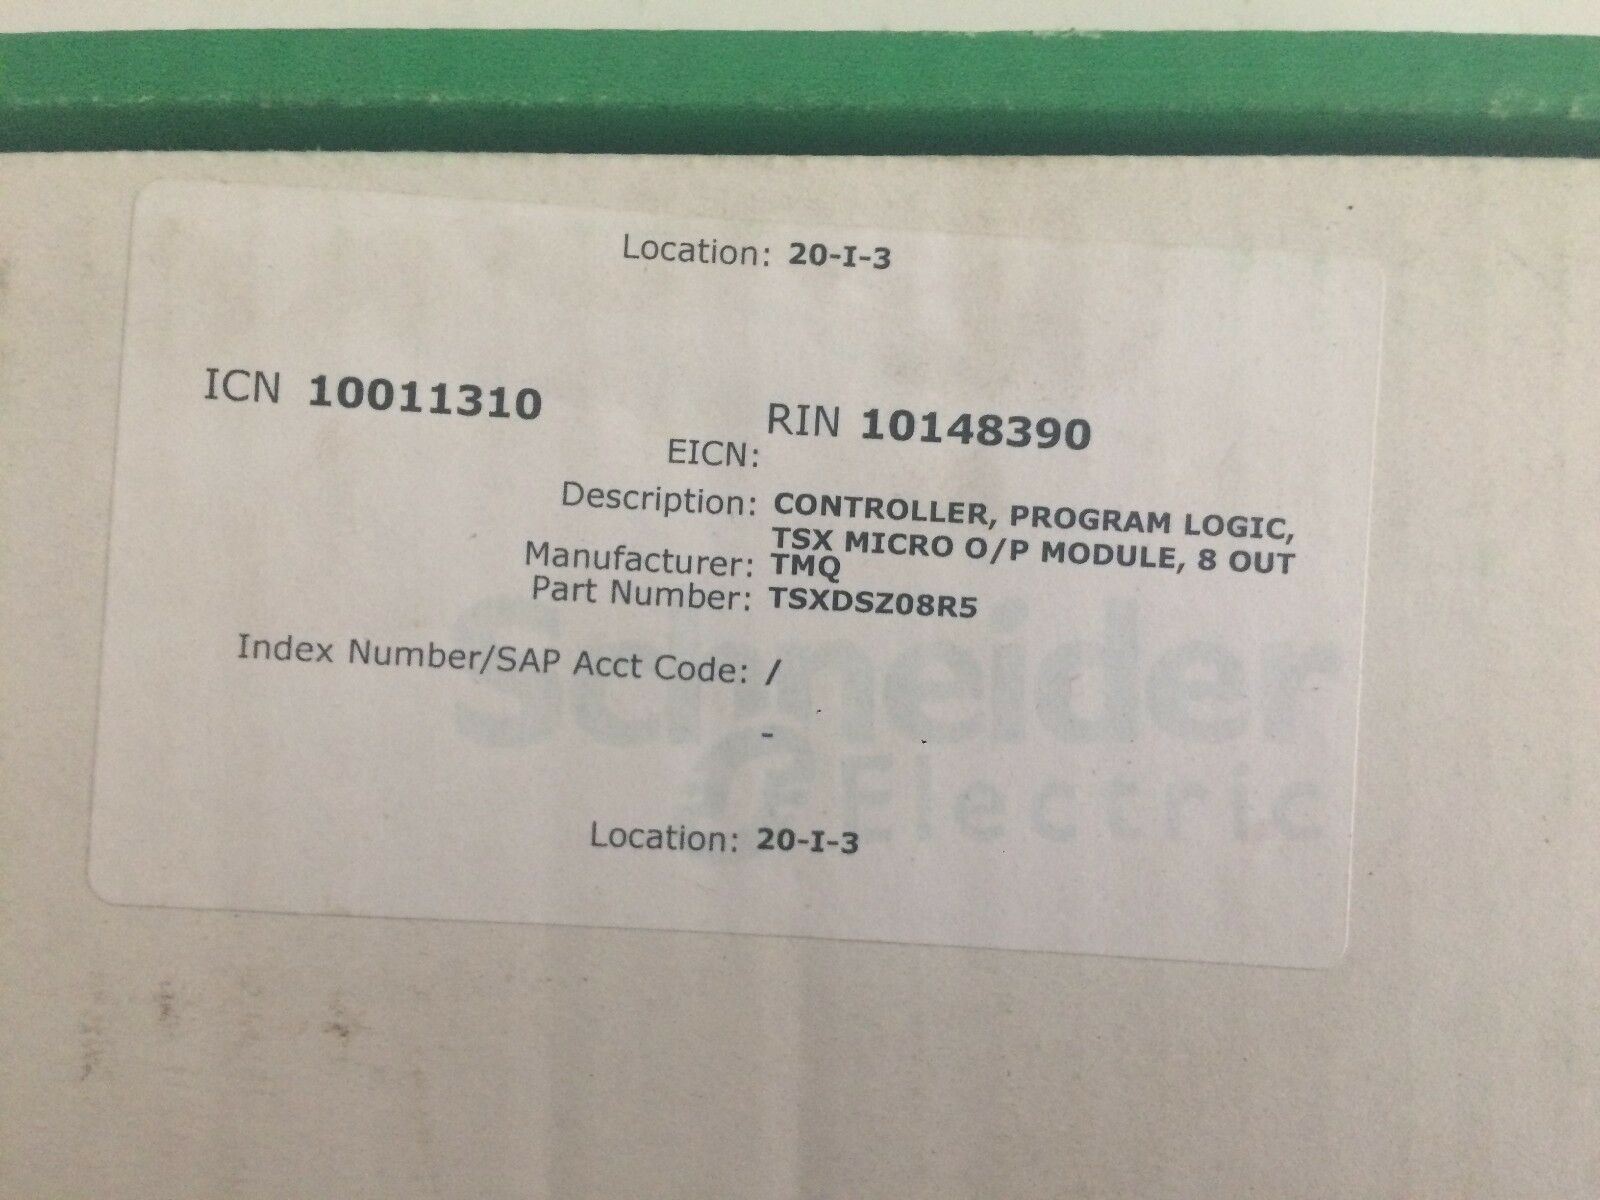 Location: 20-I-3
ICN 10011310
RIN 10148390
EICN:
Description: CONTROLLER, PROGRAM LOGIC,
TSX MICRO O/P MODULE, 8 OUT
Manufacturer: TMQ
Part Number: TSXDSZ08R5
Index Number/SAP Acct Code: /
-
Schneider
Electric
Location: 20-I-3